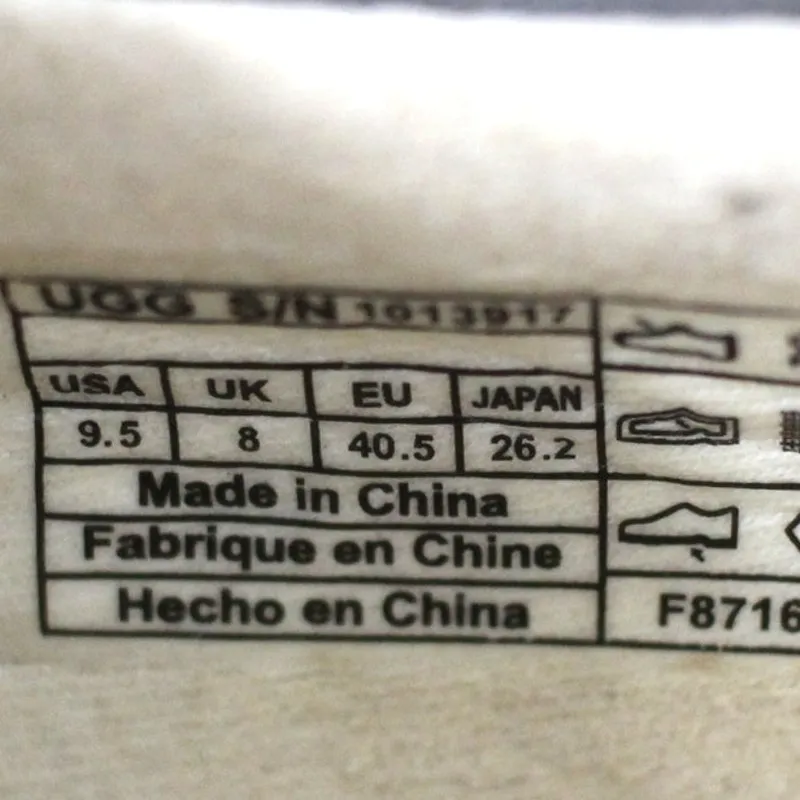 UGG S/N 1013917
USA UK EU JAPAN
9.5 8 40.5 26.2
Made in China
Fabrique en Chine
Hecho en China
F8716